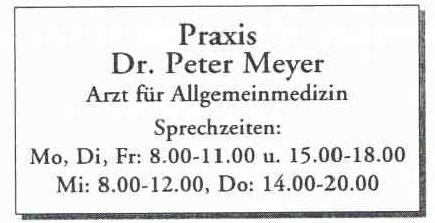 Praxis
Dr. Peter Meyer
Arzt für Allgemeinmedizin
Sprechzeiten:
Mo, Di, Fr: 8.00-11.00 u. 15.00-18.00
Mi: 8.00-12.00, Do: 14.00-20.00